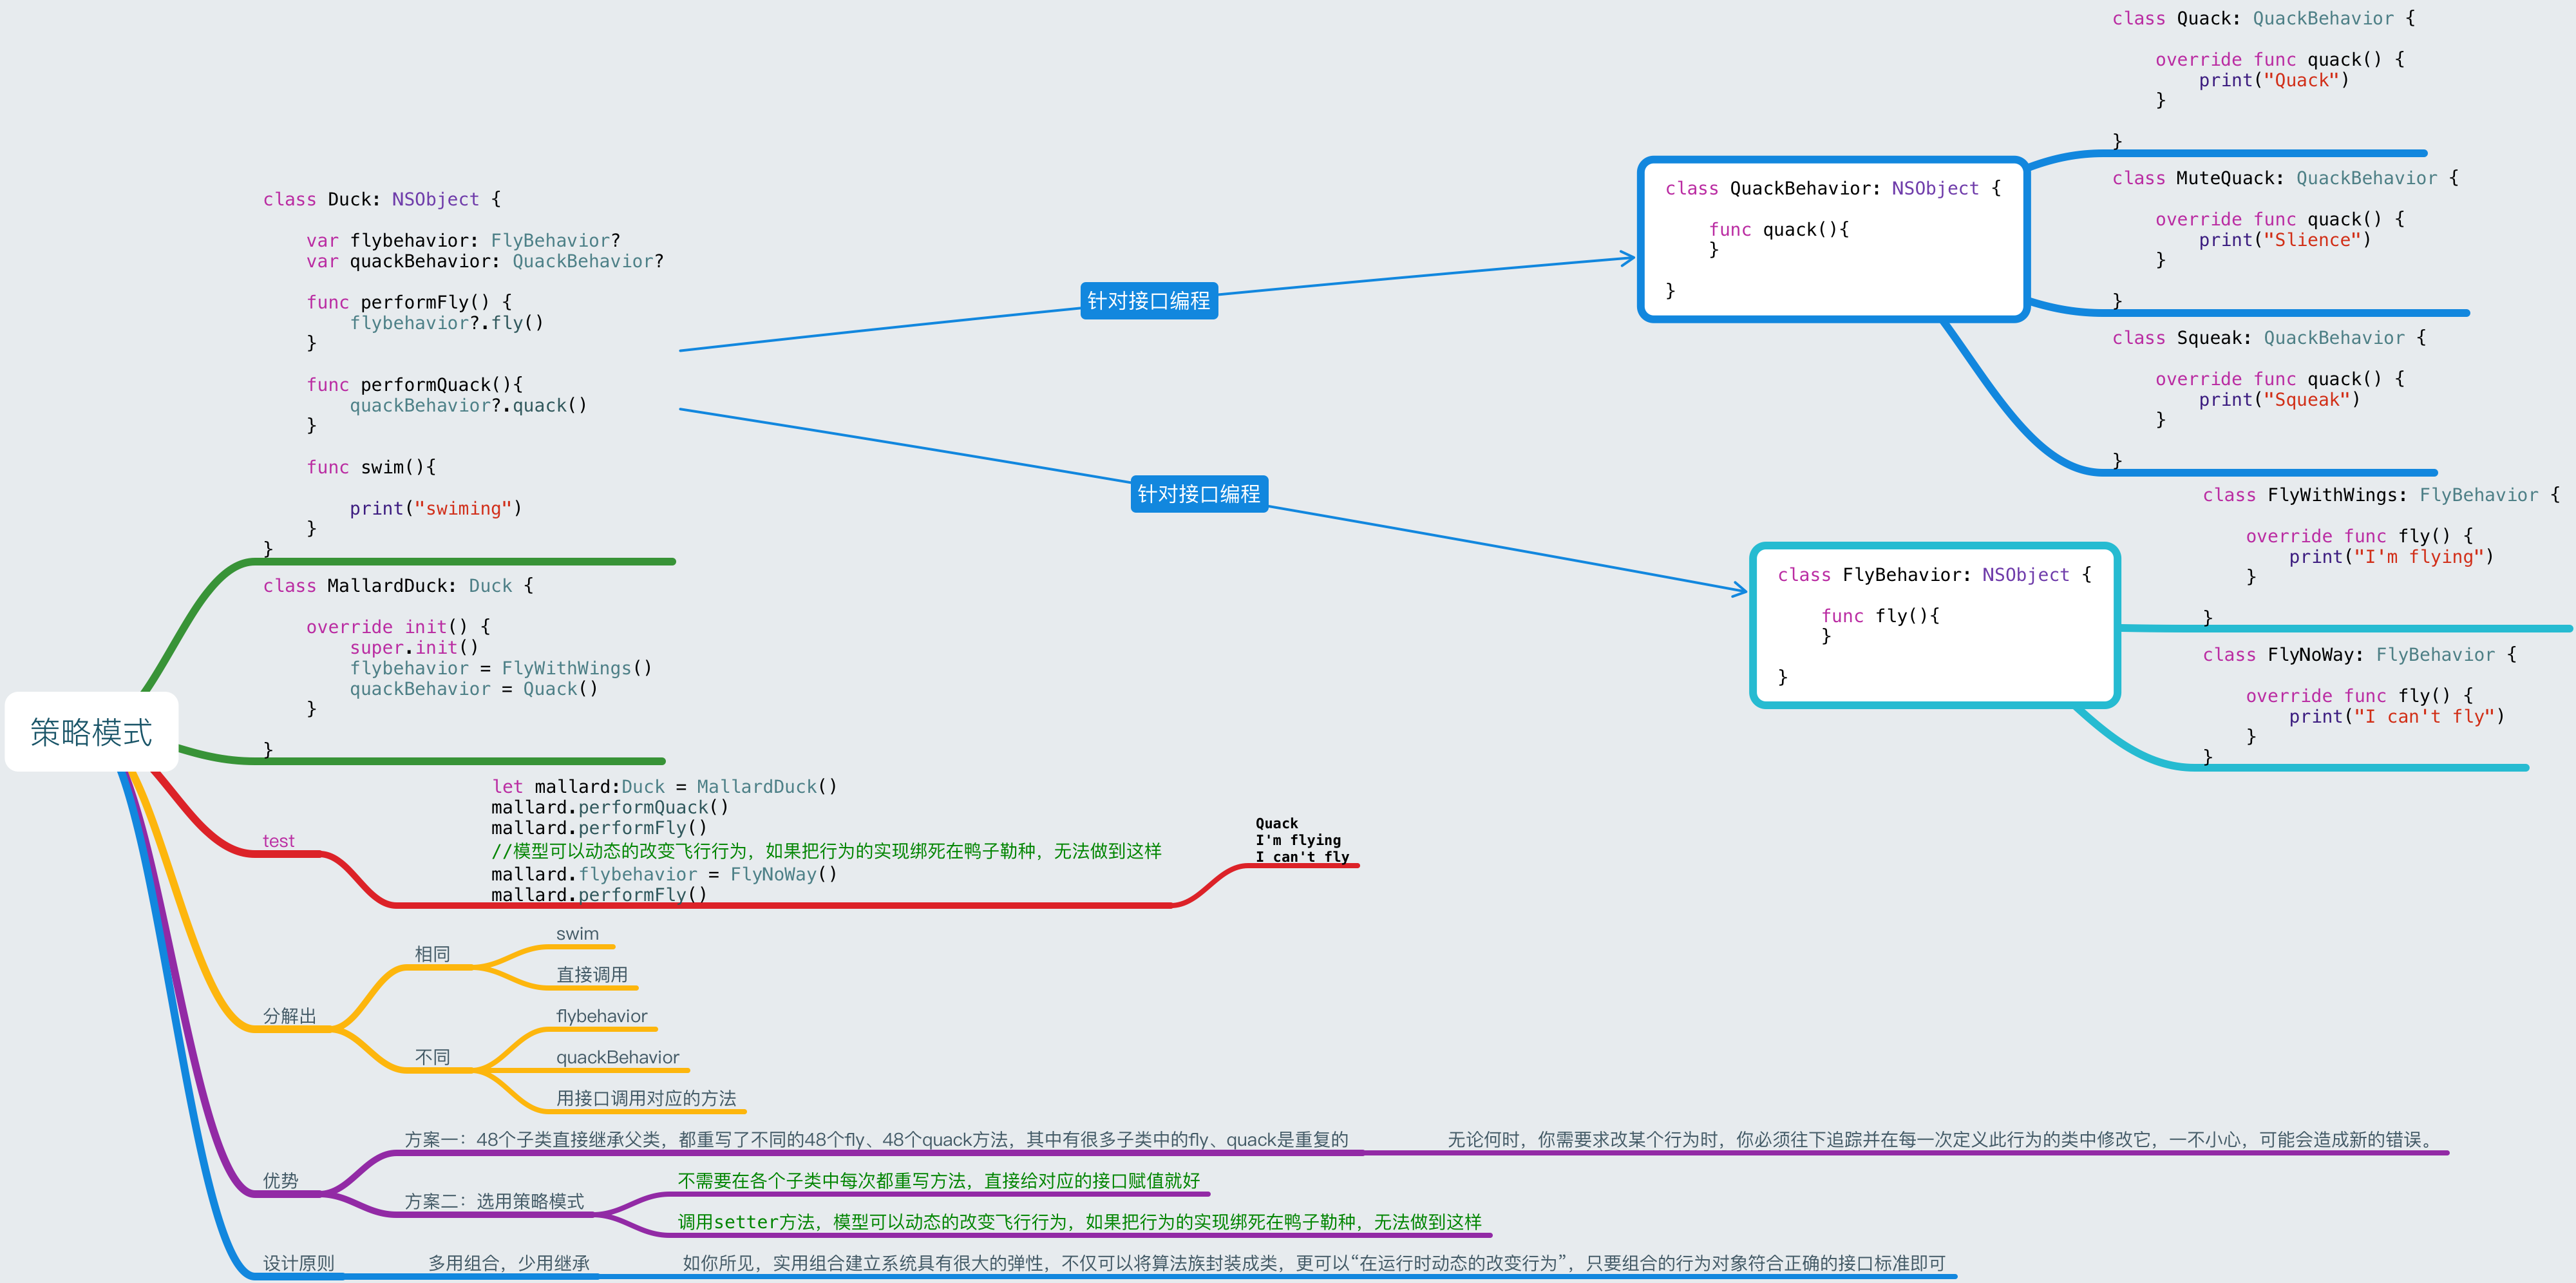 策略模式
class Duck: NSObject {
var flybehavior: FlyBehavior?
var quackBehavior: QuackBehavior?
func performFly() {
flybehavior?.fly()
}
func performQuack(){
quackBehavior?.quack()
}
func swim(){
print("swiming")
}
}
针对接口编程
针对接口编程
class QuackBehavior: NSObject {
func quack(){
}
}
class Quack: QuackBehavior {
override func quack() {
print("Quack")
}
}
class MuteQuack: QuackBehavior {
override func quack() {
print("Slience")
}
}
class Squeak: QuackBehavior {
override func quack() {
print("Squeak")
}
}
class FlyBehavior: NSObject {
func fly(){
}
}
class FlyWithWings: FlyBehavior {
override func fly() {
print("I'm flying")
}
}
class FlyNoWay: FlyBehavior {
override func fly() {
print("I can't fly")
}
}
class MallardDuck: Duck {
override init() {
super.init()
flybehavior = FlyWithWings()
quackBehavior = Quack()
}
}
test
let mallard:Duck = MallardDuck()
mallard.performQuack()
mallard.performFly()
//模型可以动态的改变飞行行为，如果把行为的实现绑死在鸭子勒种，无法做到这样
mallard.flybehavior = FlyNoWay()
mallard.performFly()
Quack
I'm flying
I can't fly
分解出
相同
swim
直接调用
不同
flybehavior
quackBehavior
用接口调用对应的方法
优势
方案一：48个子类直接继承父类，都重写了不同的48个fly、48个quack方法，其中有很多子类中的fly、quack是重复的
无论何时，你需要求改某个行为时，你必须往下追踪并在每一次定义此行为的类中修改它，一不小心，可能会造成新的错误。
方案二：选用策略模式
不需要在各个子类中每次都重写方法，直接给对应的接口赋值就好
调用setter方法，模型可以动态的改变飞行行为，如果把行为的实现绑死在鸭子勒种，无法做到这样
设计原则
多用组合，少用继承
如你所见，实用组合建立系统具有很大的弹性，不仅可以将算法族封装成类，更可以“在运行时动态的改变行为”，只要组合的行为对象符合正确的接口标准即可